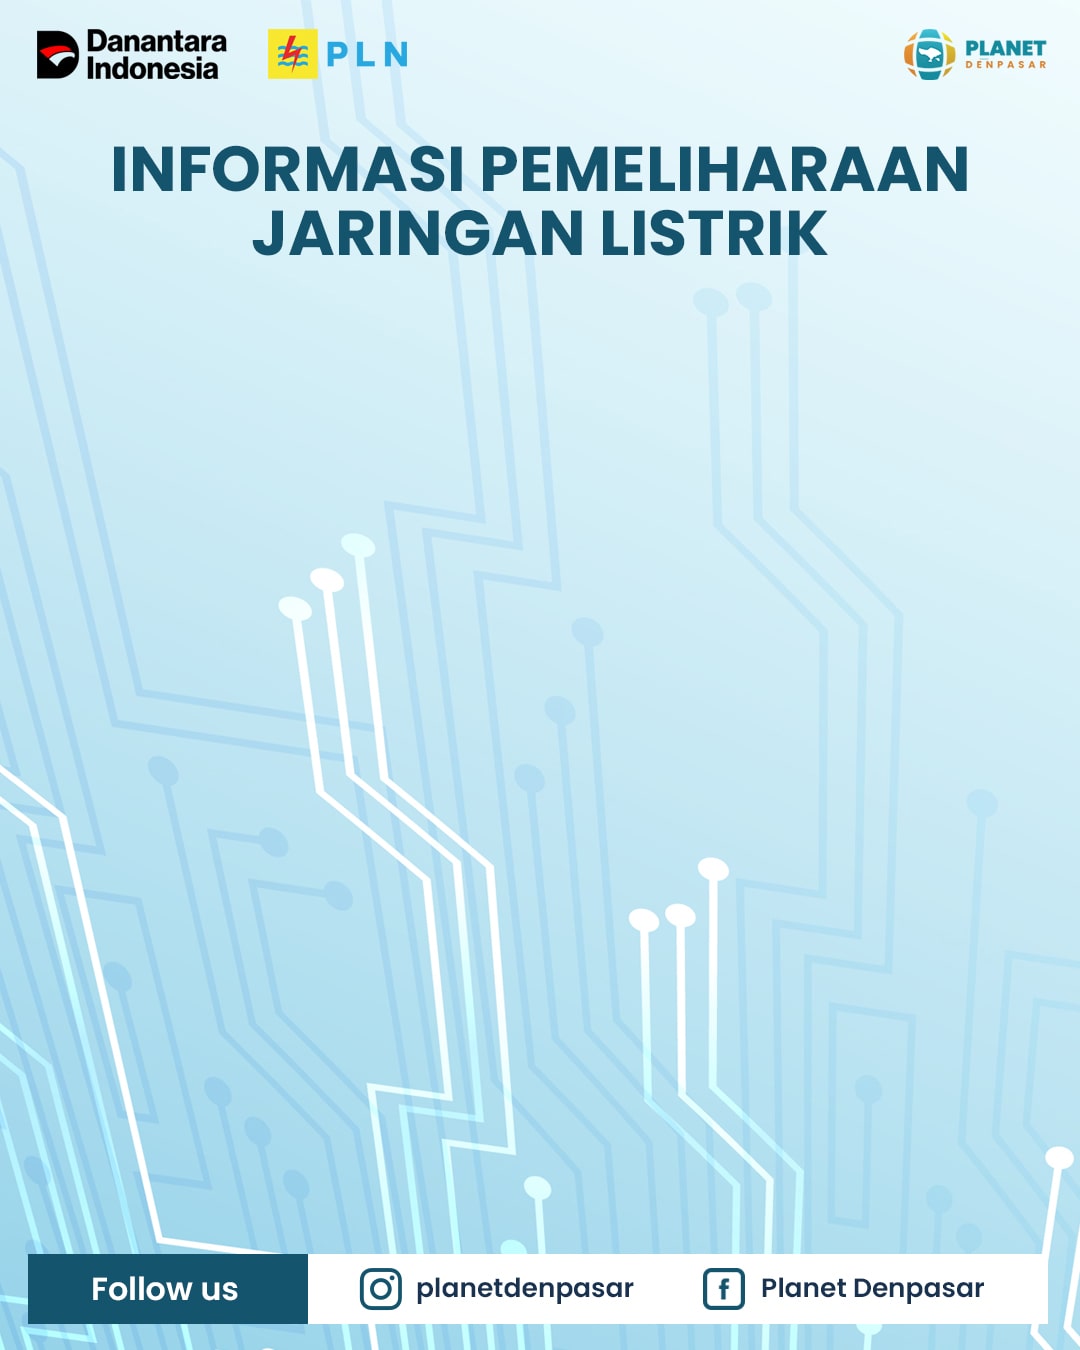 Danantara
Indonesia
PLN
PLANET
DENPASAR
INFORMASI PEMELIHARAAN
JARINGAN LISTRIK
Follow us
planetdenpasar
Planet Denpasar